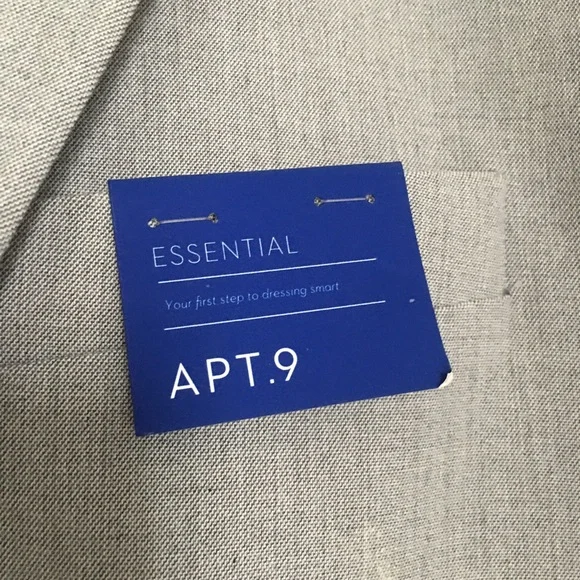 ESSENTIAL
Your first step to dressing smart
APT.9